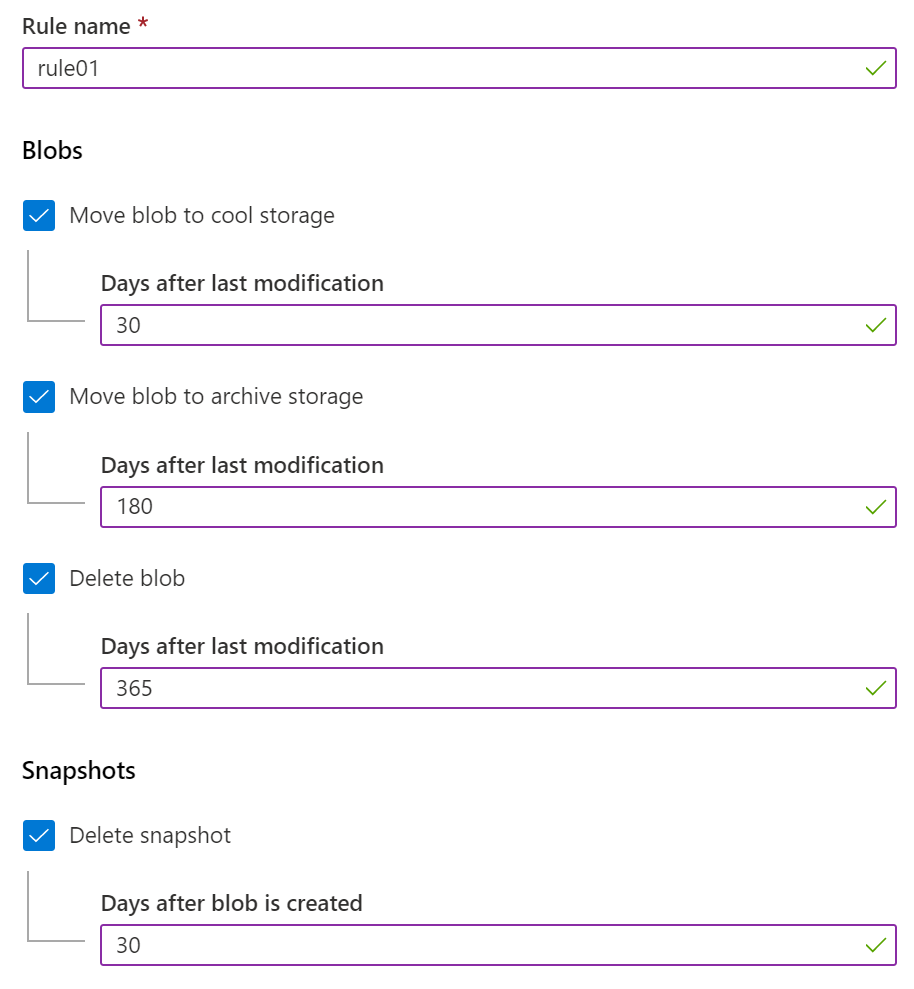 Rule name *
rule01
Blobs
Move blob to cool storage
Days after last modification
30
Move blob to archive storage
Days after last modification
180
Delete blob
Days after last modification
365
Snapshots
Delete snapshot
Days after blob is created
30